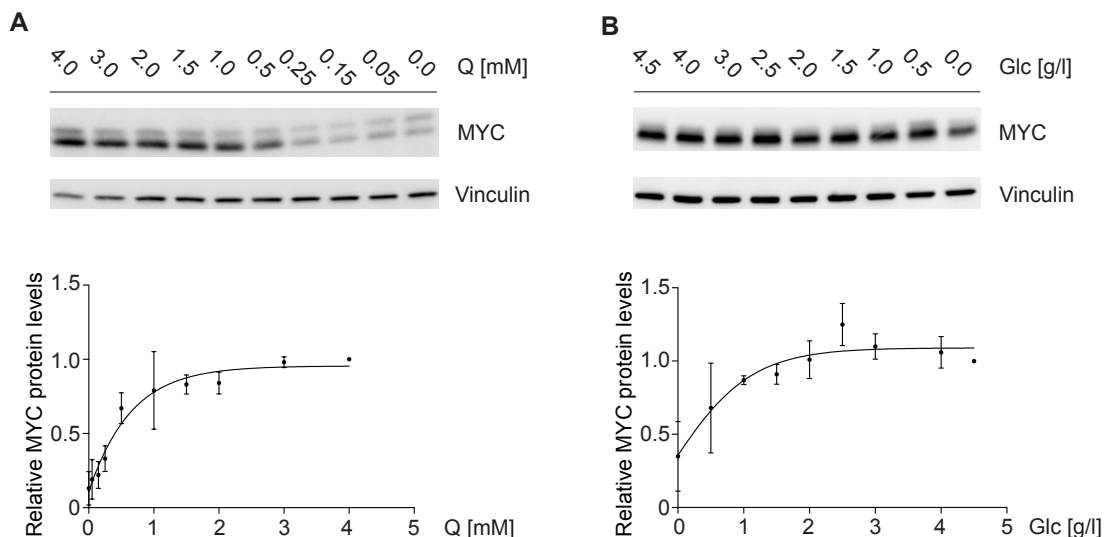 A
4.0 3.0 2.0 1.5 1.0 0.5 0.25 0.15 0.05 0.0 Q [mM]
MYC
Vinculin
Relative MYC protein levels
1.5
1.0
0.5
0
0 1 2 3 4 5 Q [mM]
B
4.5 4.0 3.0 2.5 2.0 1.5 1.0 0.5 0.0 Glc [g/l]
MYC
Vinculin
Relative MYC protein levels
1.5
1.0
0.5
0
0 1 2 3 4 5 Glc [g/l]